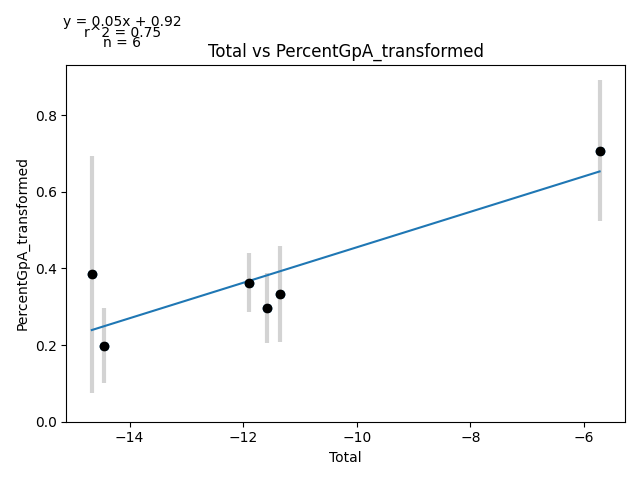 y = 0.05x + 0.92
r^2 = 0.75
n = 6
Total vs PercentGpA_transformed
PercentGpA_transformed
0.8
0.6
0.4
0.2
0.0
−14
−12
−10
−8
−6
Total